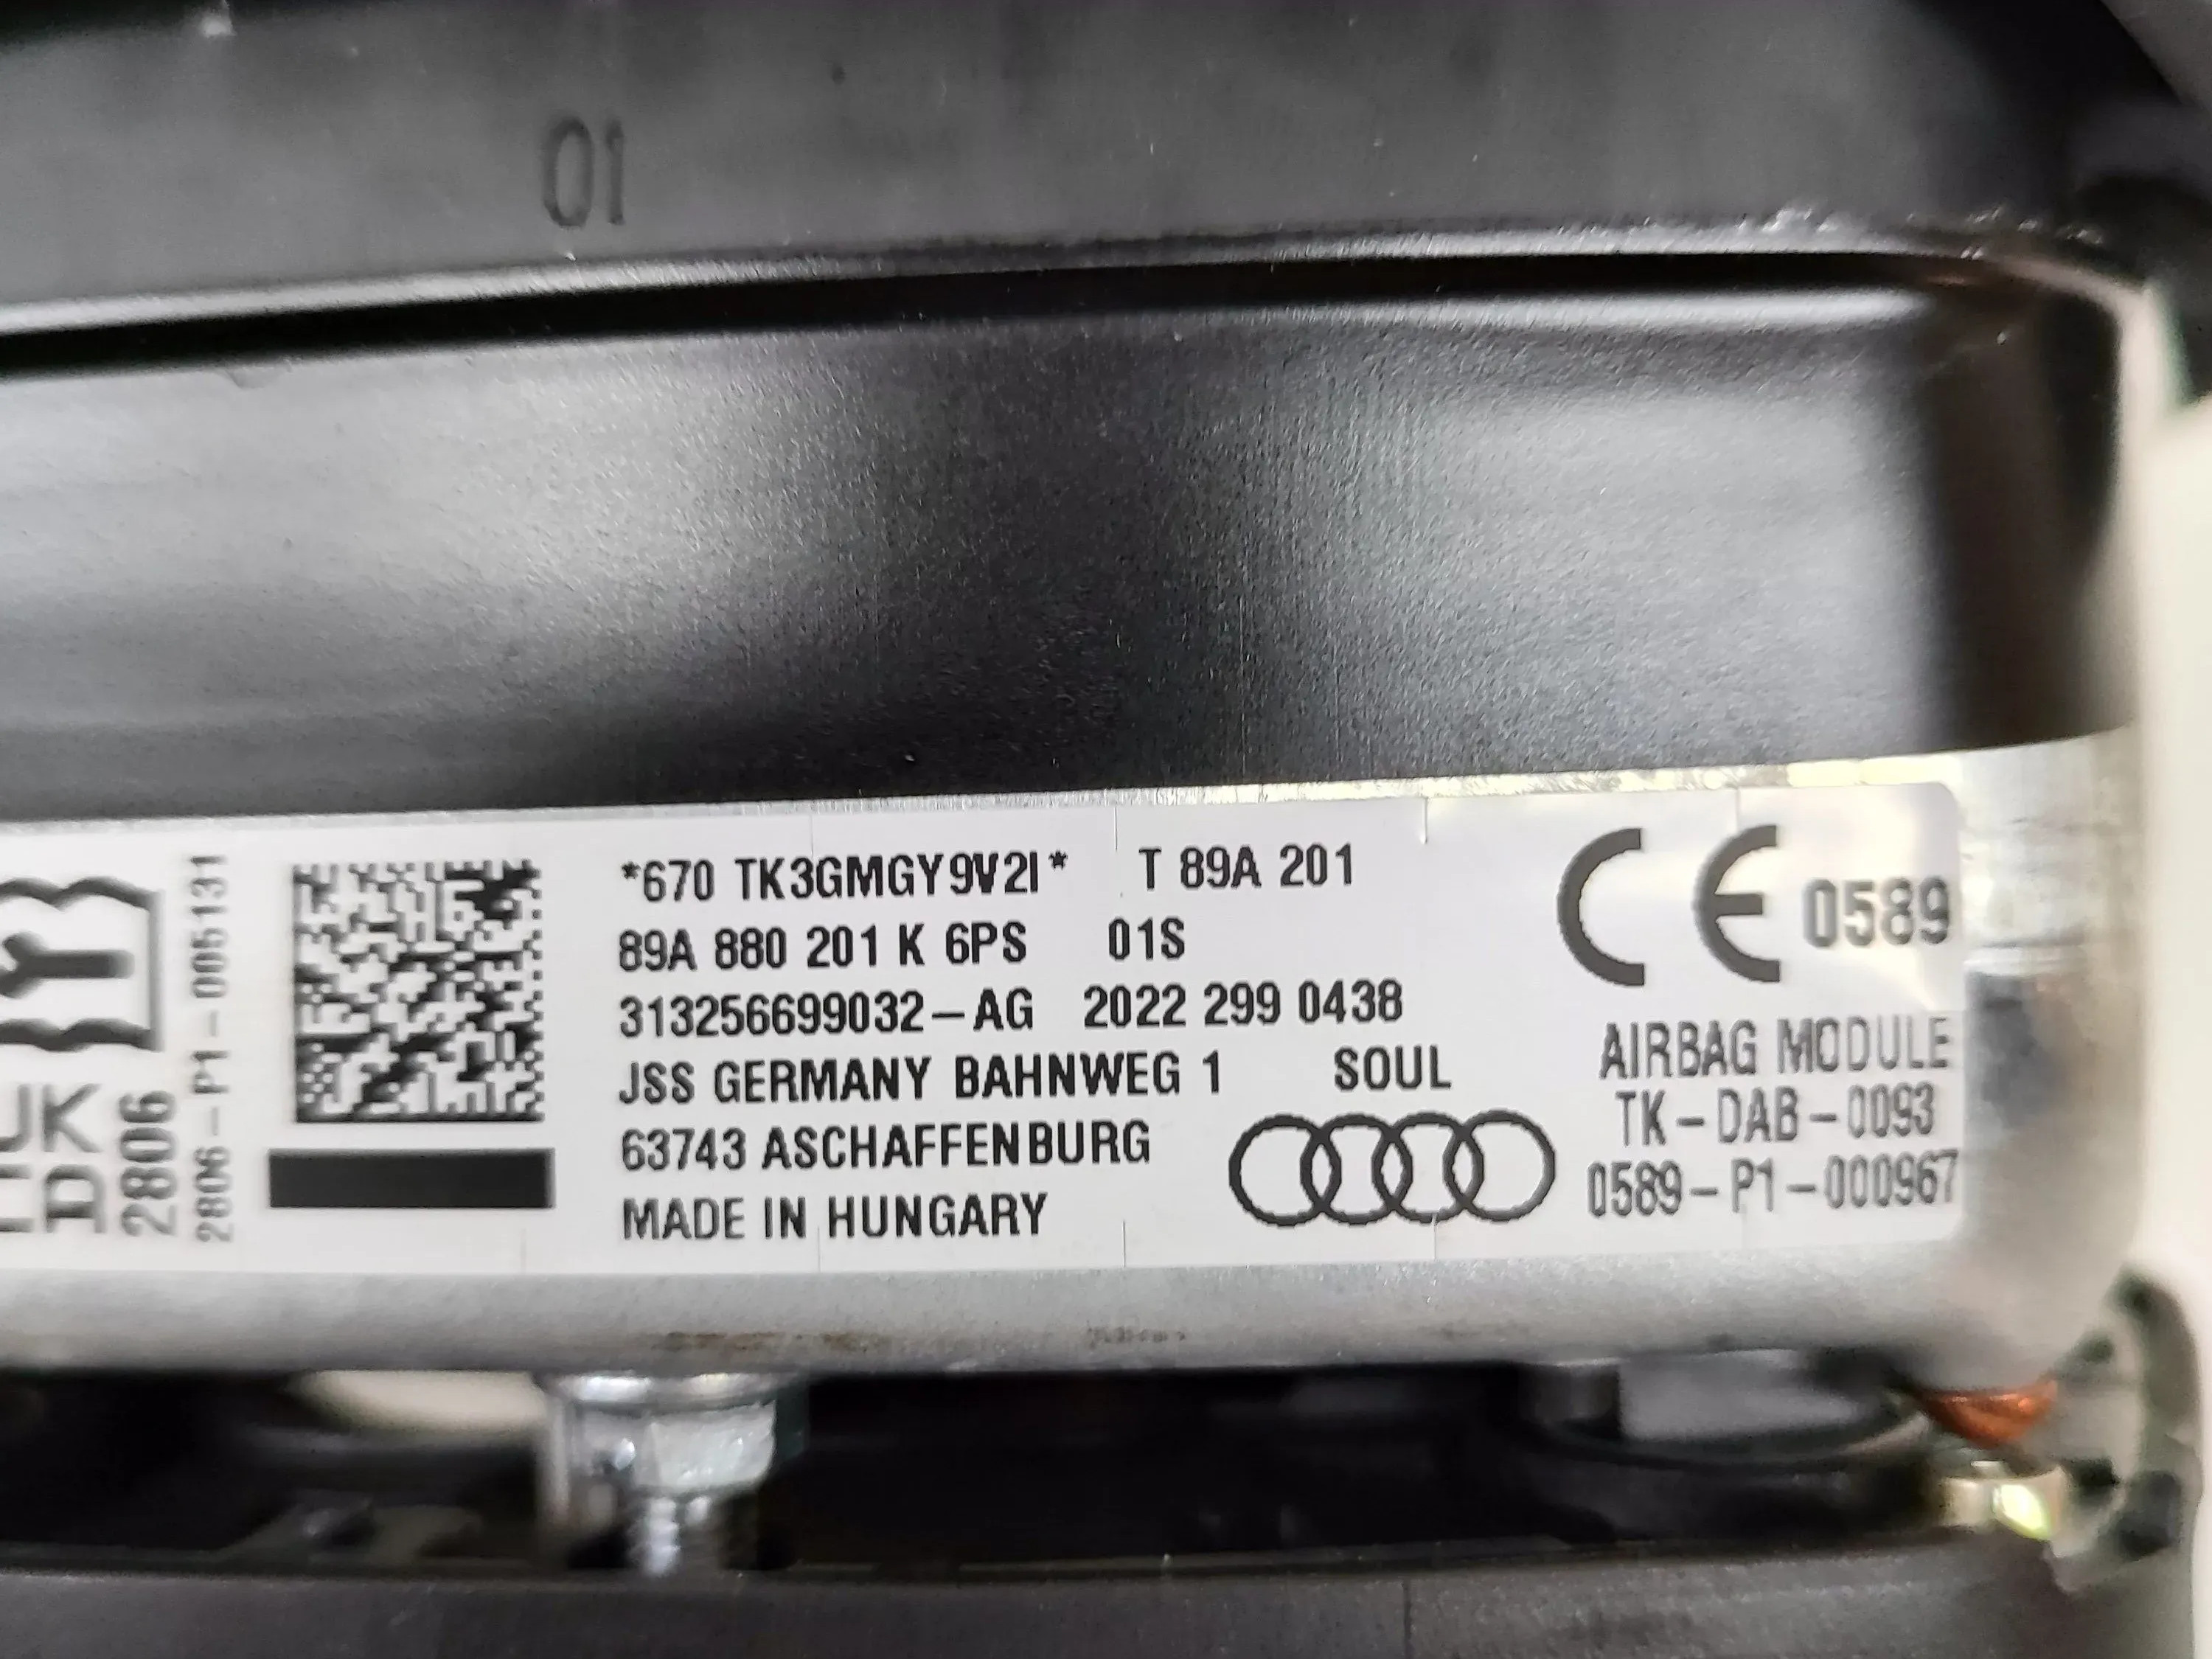 01
*670 TK3GMGY9V2I* T 89A 201
89A 880 201 K 6PS 01S
313256699032-AG 2022 299 0438
JSS GERMANY BAHNWEG 1 SOUL
63743 ASCHAFFENBURG
MADE IN HUNGARY
CE 0589
AIRBAG MODULE
TK-DAB-0093
0589-P1-000967
2806-P1-005131
UK
CA
2806